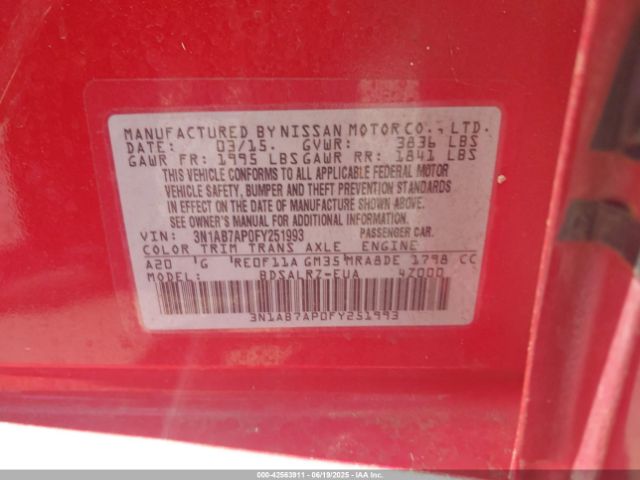 MANUFACTURED BY NISSAN MOTOR CO., LTD.
DATE: 03/15. GVWR: 3836 LBS
GAWR FR: 1995 LBS GAWR RR: 1841 LBS
THIS VEHICLE CONFORMS TO ALL APPLICABLE FEDERAL MOTOR
VEHICLE SAFETY, BUMPER AND THEFT PREVENTION STANDARDS
IN EFFECT ON THE DATE OF MANUFACTURE SHOWN ABOVE.
SEE OWNER'S MANUAL FOR ADDITIONAL INFORMATION.
VIN: 3N1AB7AP0FY251993 PASSENGER CAR.
COLOR TRIM TRANS AXLE ENGINE
A20 'G 'RE0F11A GM35 'MRA8DE 1798 CC
MODEL: BDSALRZ-EUA 4Z000
3N1AB7AP0FY251993
000-42563911 - 06/19/2025 - IAAI.COM